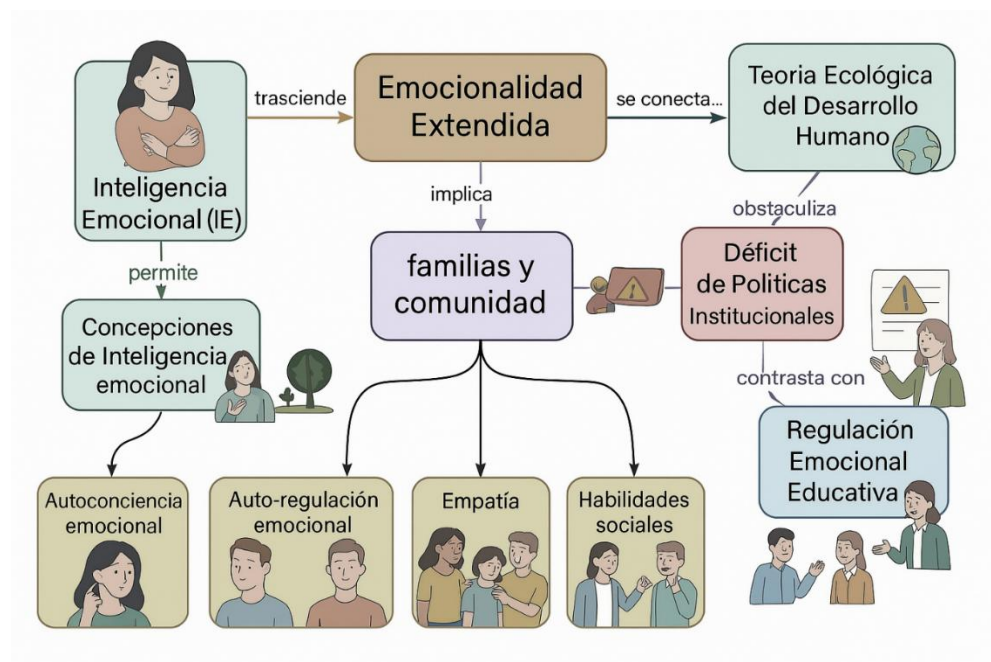 Inteligencia
Emocional (IE)
trasciende
Emocionalidad
Extendida
se conecta...
Teoria Ecológica
del Desarrollo
Humano
permite
implica
obstaculiza
Concepciones
de Inteligencia
emocional
familias y
comunidad
Déficit
de Politicas
Institucionales
contrasta con
Regulación
Emocional
Educativa
Autoconciencia
emocional
Auto-regulación
emocional
Empatía
Habilidades
sociales